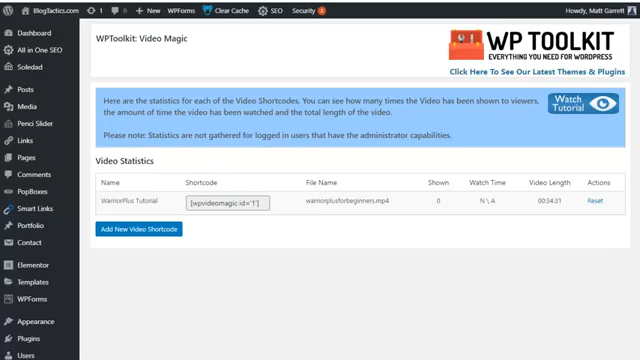 BlogTactics.com
1
0
New
WPForms
Clear Cache
1
SEO
Security
2
Howdy, Matt Garrett
Dashboard
All in One SEO
Soledad
Posts
Media
Penci Slider
Links
Pages
Comments
PopBoxes
Smart Links
Portfolio
Contact
Elementor
Templates
WPForms
Appearance
Plugins
Users
WPToolkit: Video Magic
WP TOOLKIT
EVERYTHING YOU NEED FOR WORDPRESS
Click Here To See Our Latest Themes & Plugins
Here are the statistics for each of the Video Shortcodes. You can see how many times the Video has been shown to viewers,
the amount of time the video has been watched and the total length of the video.
Please note: Statistics are not gathered for logged in users that have the administrator capabilities.
Watch
Tutorial
Video Statistics
Name Shortcode File Name Shown Watch Time Video Length Actions
WarriorPlus Tutorial [wpvideomagic id='1'] warriorplusforbeginners.mp4 0 N \ A 00:34:31 Reset
Add New Video Shortcode